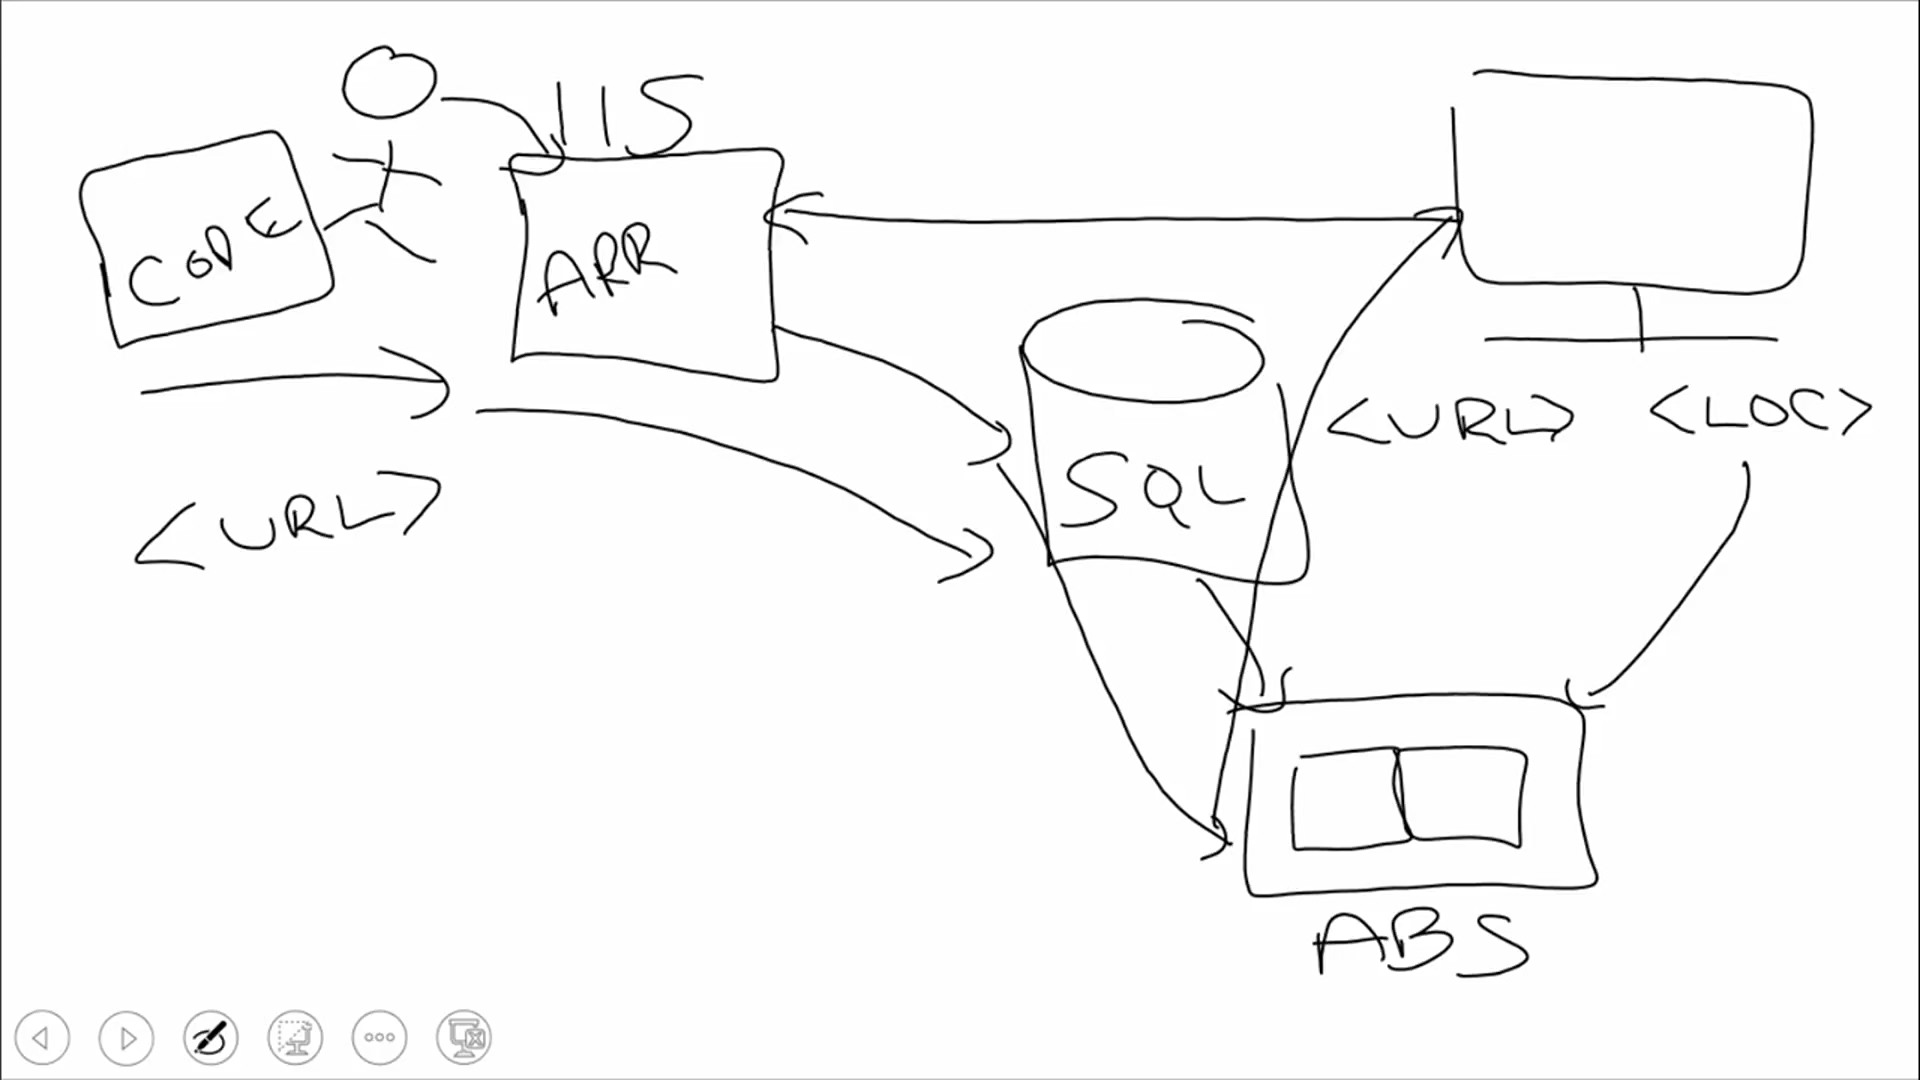 IIS
CODE
ARR
<URL>
SQL
<URL> <LOC>
ABS